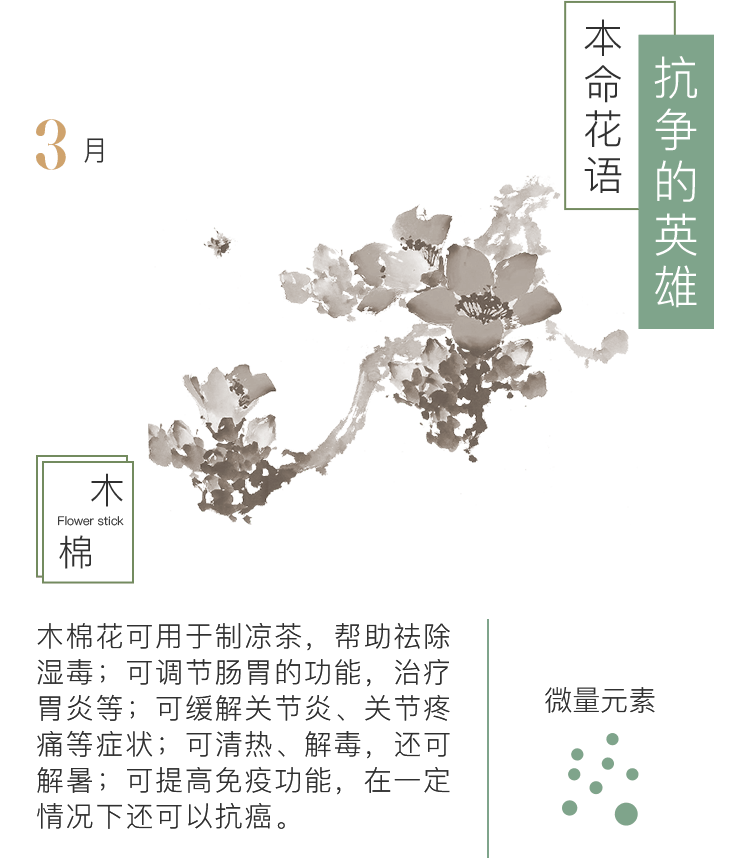 本命花语
抗争的英雄
3月
木
Flower stick
棉
木棉花可用于制凉茶，帮助祛除
湿毒；可调节肠胃的功能，治疗
胃炎等；可缓解关节炎、关节疼
痛等症状；可清热、解毒，还可
解暑；可提高免疫功能，在一定
情况下还可以抗癌。
微量元素